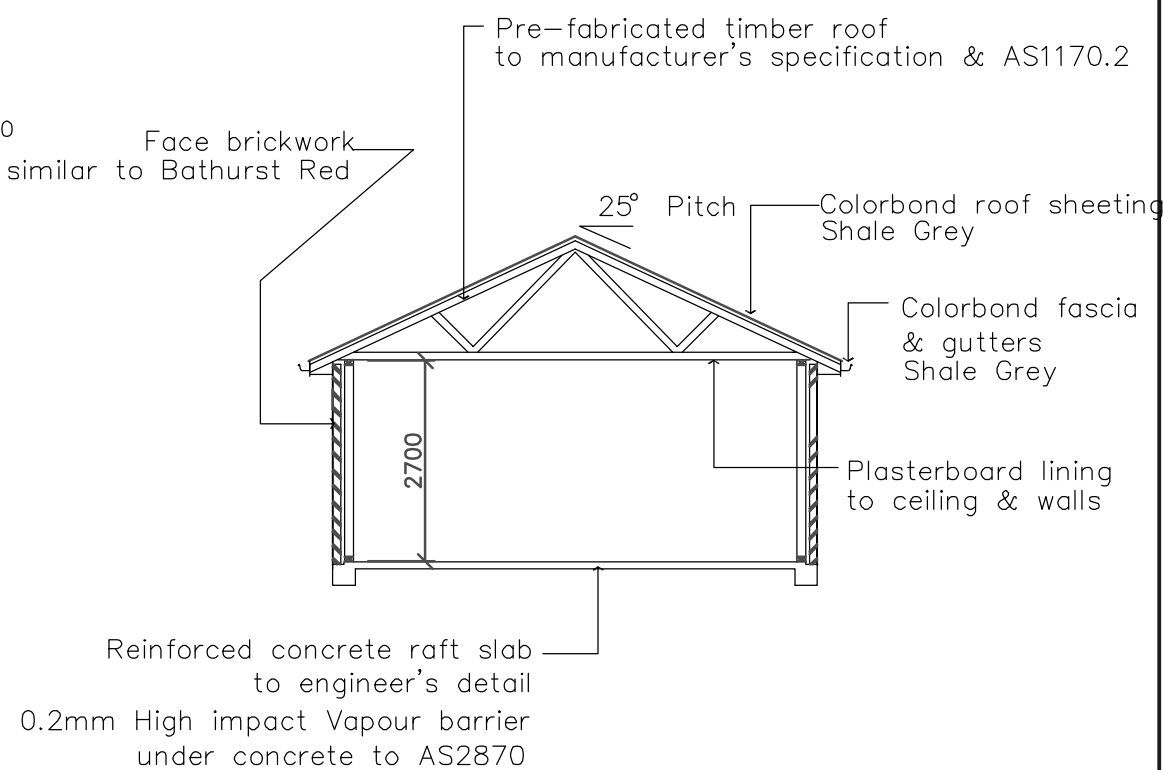 Pre-fabricated timber roof
to manufacturer's specification & AS1170.2
0
Face brickwork
similar to Bathurst Red
25° Pitch
Colorbond roof sheeting
Shale Grey
Colorbond fascia
& gutters
Shale Grey
2700
Plasterboard lining
to ceiling & walls
Reinforced concrete raft slab
to engineer's detail
0.2mm High impact Vapour barrier
under concrete to AS2870